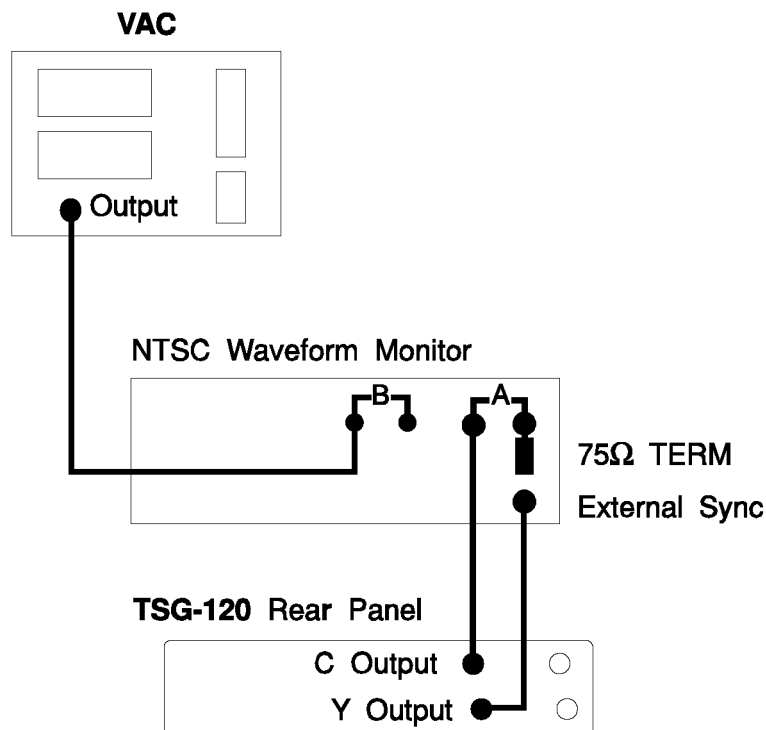 VAC
Output
NTSC Waveform Monitor
B
A
75Ω TERM
External Sync
TSG-120 Rear Panel
C Output
Y Output